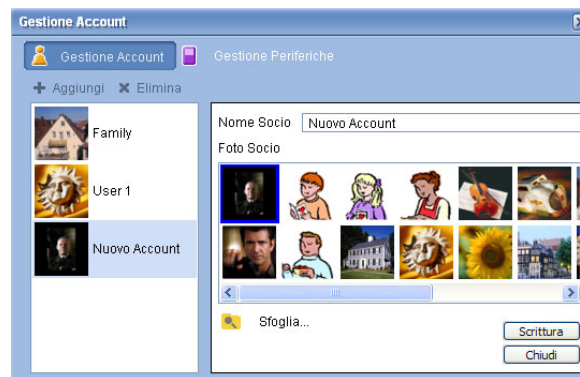 Gestione Account
Gestione Account Gestione Periferiche
Aggiungi Elimina
Family
User 1
Nuovo Account
Nome Socio Nuovo Account
Foto Socio
Sfoglia...
Scrittura
Chiudi